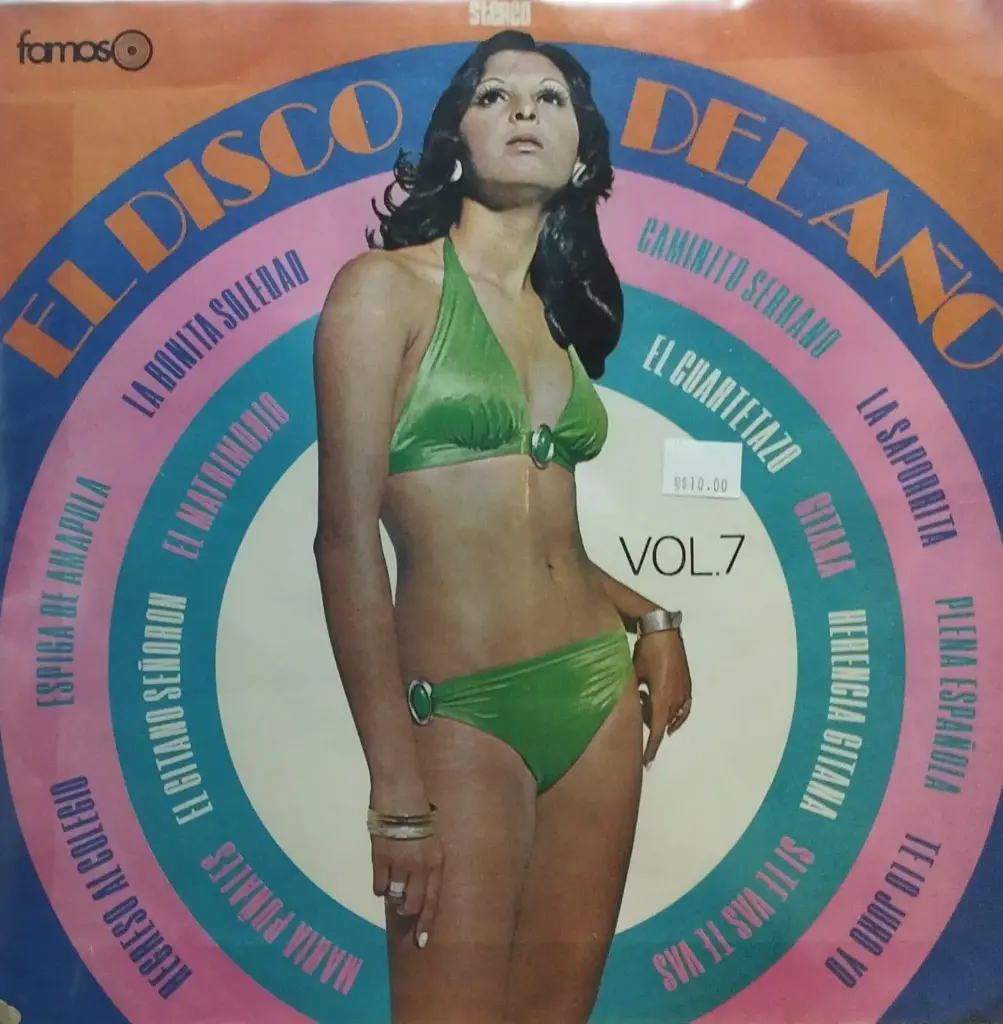 stereo
famoso
EL DISCO DEL AÑO
REGRESO AL COLEGIO
ESPIGA DE AMAPOLA
LA BONITA SOLEDAD
CAMINITO SERRANO
LA SAPORRITA
PLENA ESPAÑOLA
TE LO JURO YO
MARIA PUÑALES
EL GITANO SEÑORON
EL MATRIMONIO
EL CUARTETAZO
GITANA
HERENCIA GITANA
SI TE VAS TE VAS
10.00
VOL.7